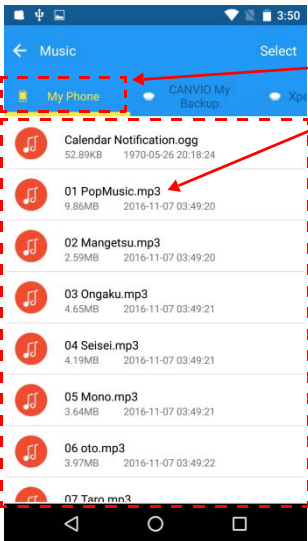 3:50
Music
Select
My Phone
CANVIO My
Backup
Xpe
Calendar Notification.ogg
52.89KB 1970-05-26 20:18:24
01 PopMusic.mp3
9.86MB 2016-11-07 03:49:20
02 Mangetsu.mp3
2.59MB 2016-11-07 03:49:20
03 Ongaku.mp3
4.65MB 2016-11-07 03:49:21
04 Seisei.mp3
4.19MB 2016-11-07 03:49:21
05 Mono.mp3
3.64MB 2016-11-07 03:49:21
06 oto.mp3
3.97MB 2016-11-07 03:49:22
07 Taro.mp3